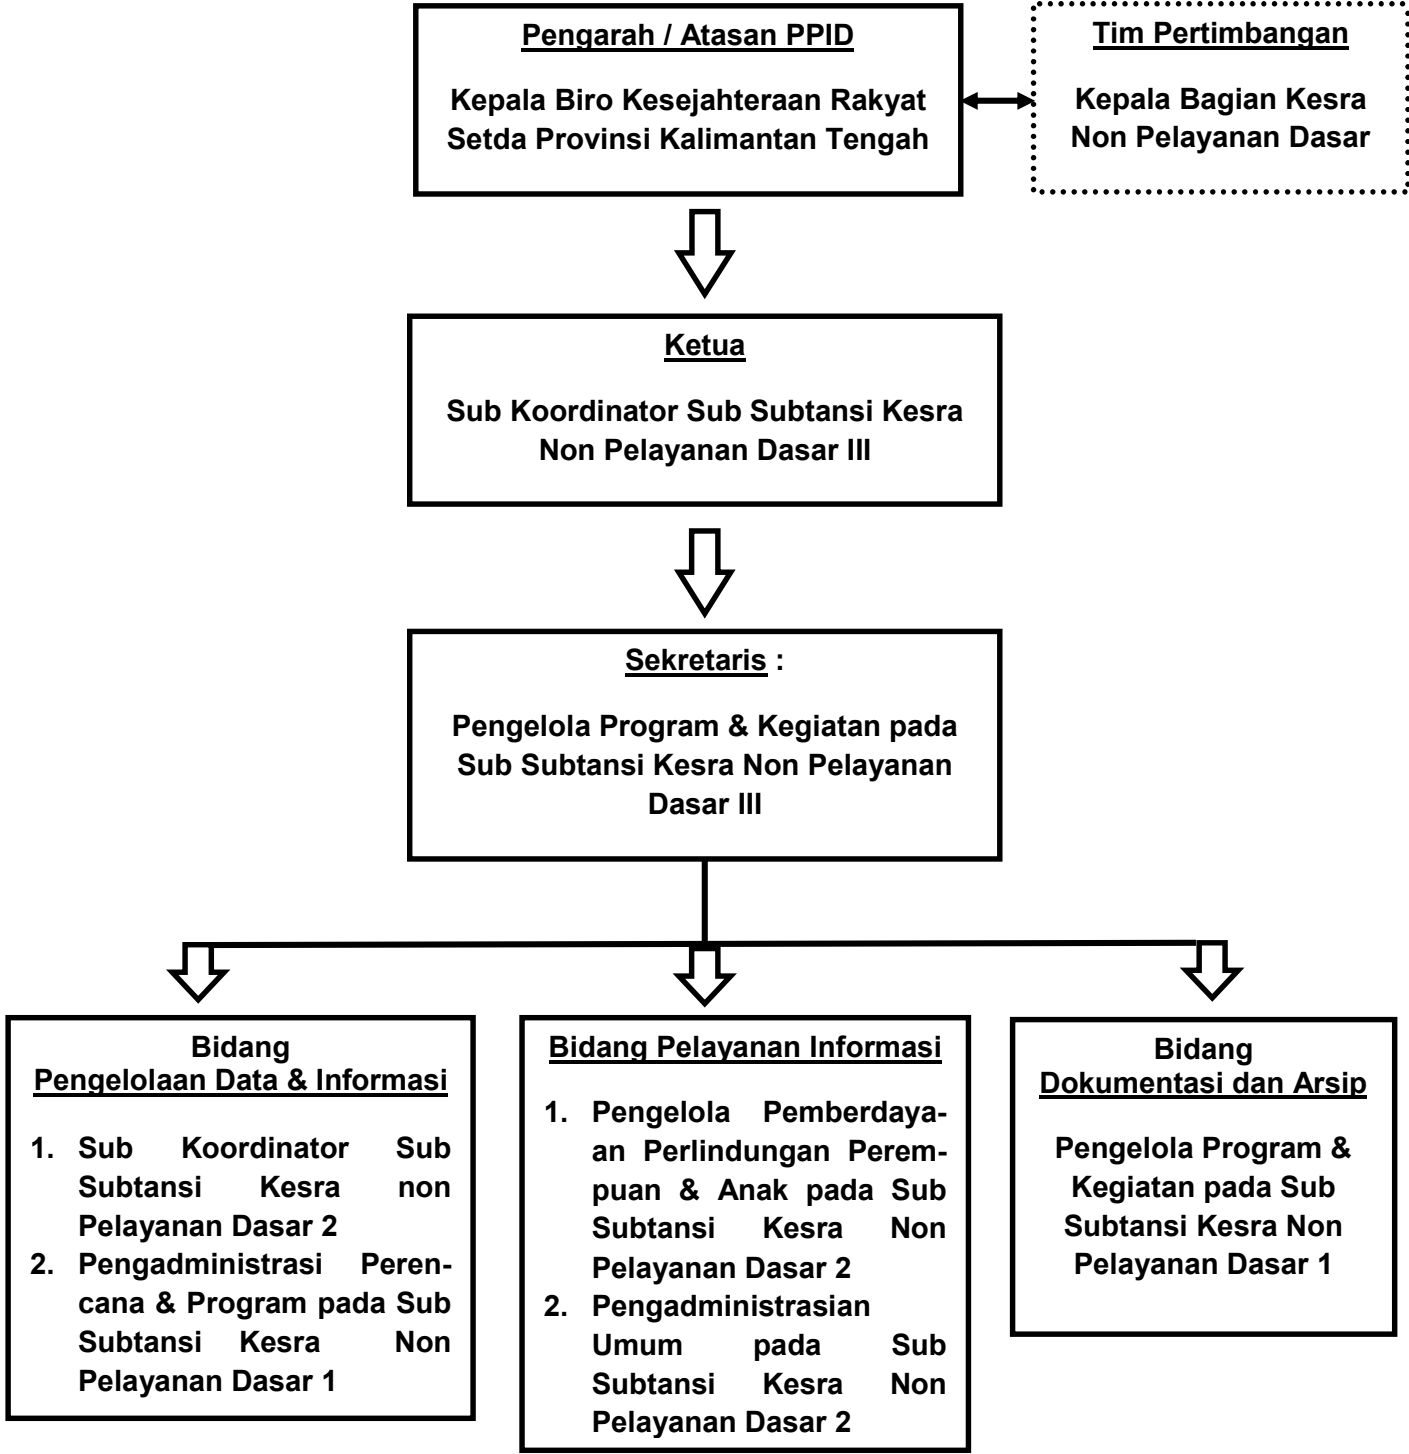 Pengarah / Atasan PPID
Kepala Biro Kesejahteraan Rakyat
Setda Provinsi Kalimantan Tengah
Tim Pertimbangan
Kepala Bagian Kesra
Non Pelayanan Dasar
Ketua
Sub Koordinator Sub Subtansi Kesra
Non Pelayanan Dasar III
Sekretaris :
Pengelola Program & Kegiatan pada
Sub Subtansi Kesra Non Pelayanan
Dasar III
Bidang
Pengelolaan Data & Informasi
1. Sub Koordinator Sub
Subtansi Kesra non
Pelayanan Dasar 2
2. Pengadministrasi Peren-
cana & Program pada Sub
Subtansi Kesra Non
Pelayanan Dasar 1
Bidang Pelayanan Informasi
1. Pengelola Pemberdaya-
an Perlindungan Perem-
puan & Anak pada Sub
Subtansi Kesra Non
Pelayanan Dasar 2
2. Pengadministrasian
Umum pada Sub
Subtansi Kesra Non
Pelayanan Dasar 2
Bidang
Dokumentasi dan Arsip
Pengelola Program &
Kegiatan pada Sub
Subtansi Kesra Non
Pelayanan Dasar 1